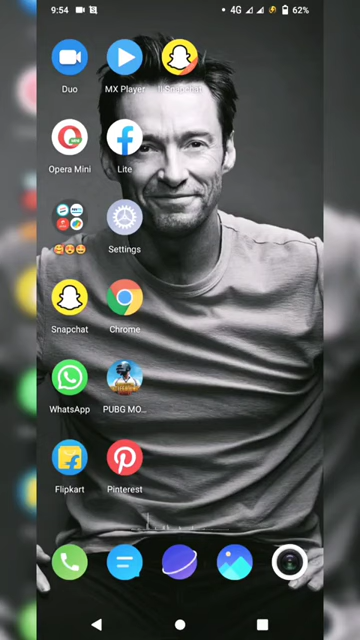 9:54
4G 62%
Duo
MX Player
Opera Mini
Lite
Settings
Snapchat
Chrome
WhatsApp
PUBG MO...
Flipkart
Pinterest